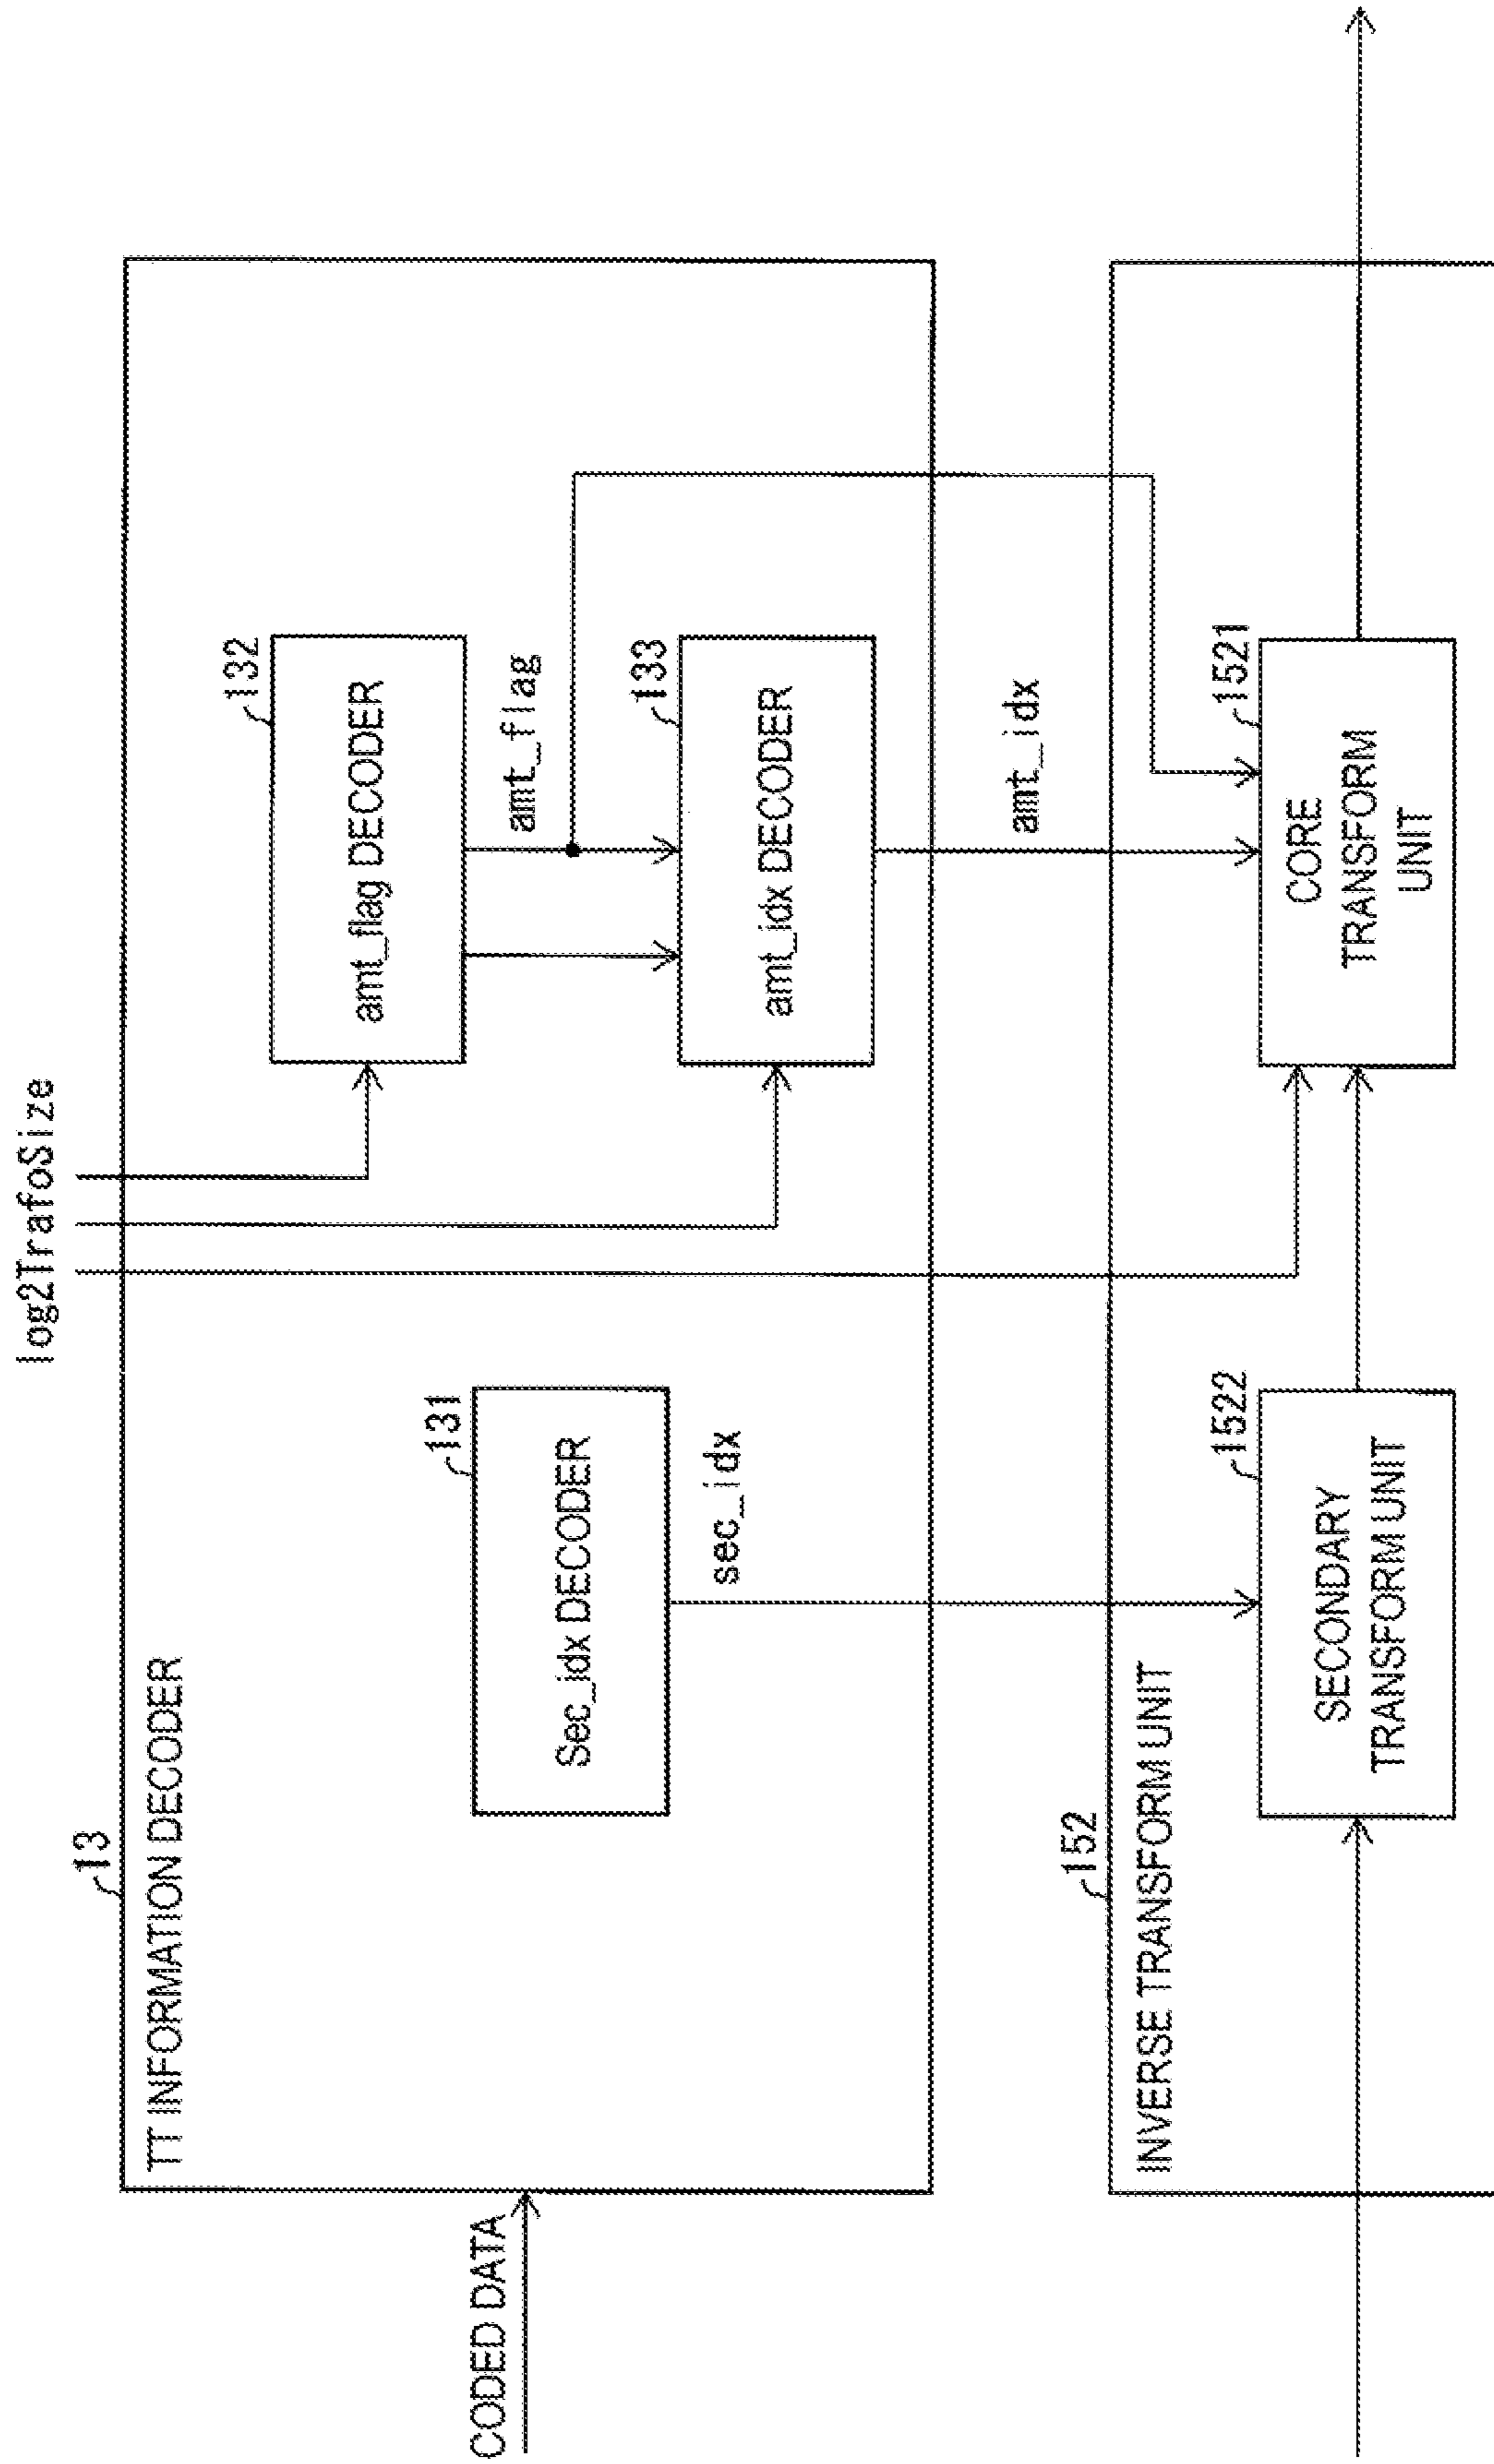 log2TrafoSize
13
TT INFORMATION DECODER
132
amt_flag DECODER
131
Sec_idx DECODER
CODED DATA
amt_flag
133
amt_idx DECODER
sec_idx
amt_idx
152
INVERSE TRANSFORM UNIT
1522
SECONDARY
TRANSFORM UNIT
1521
CORE
TRANSFORM
UNIT